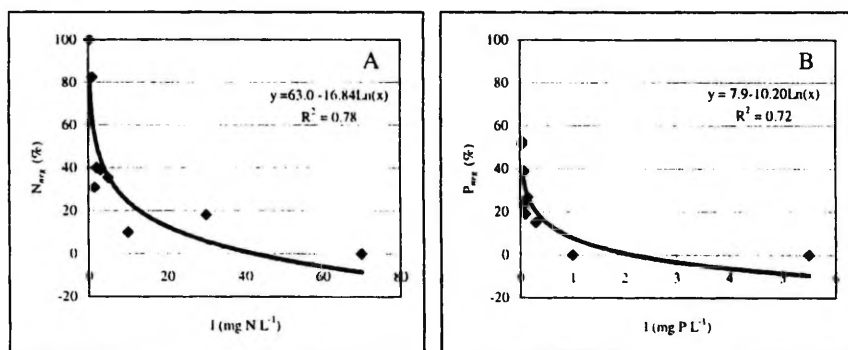 A
y =63.0 -16.84Ln(x)
R² = 0.78
N_org (%)
100
80
60
40
20
0
-20
0
20
40
60
80
I (mg N L⁻¹)
B
y = 7.9-10.20Ln(x)
R² = 0.72
100
80
60
40
20
0
-20
0
1
2
3
4
5
6
I (mg P L⁻¹)